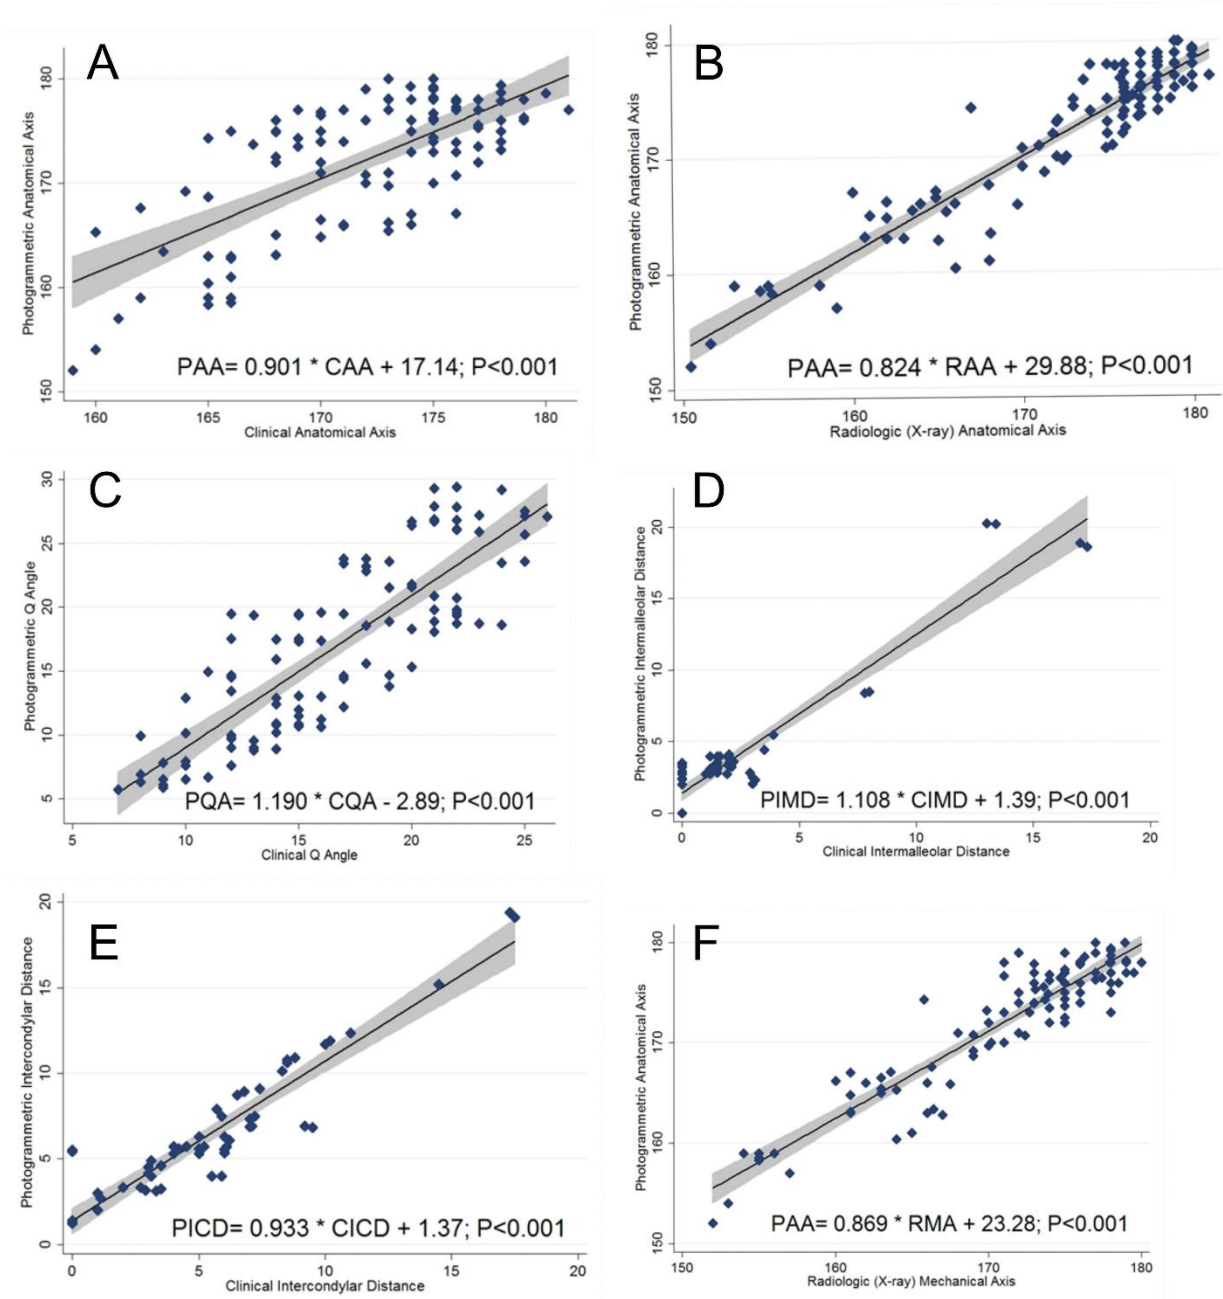 A
Photogrammetric Anatomical Axis
180
170
160
150
PAA= 0.901 * CAA + 17.14; P<0.001
160 165 170 175 180
Clinical Anatomical Axis
B
Photogrammetric Anatomical Axis
180
170
160
150
PAA= 0.824 * RAA + 29.88; P<0.001
150 160 170 180
Radiologic (X-ray) Anatomical Axis
C
Photogrammetric Q Angle
30
25
20
15
10
5
PQA= 1.190 * CQA - 2.89; P<0.001
5 10 15 20 25
Clinical Q Angle
D
Photogrammetric Intermalleolar Distance
20
15
10
5
0
PIMD= 1.108 * CIMD + 1.39; P<0.001
0 5 10 15 20
Clinical Intermalleolar Distance
E
Photogrammetric Intercondylar Distance
20
15
10
5
0
PICD= 0.933 * CICD + 1.37; P<0.001
0 5 10 15 20
Clinical Intercondylar Distance
F
Photogrammetric Anatomical Axis
180
170
160
150
PAA= 0.869 * RMA + 23.28; P<0.001
150 160 170 180
Radiologic (X-ray) Mechanical Axis